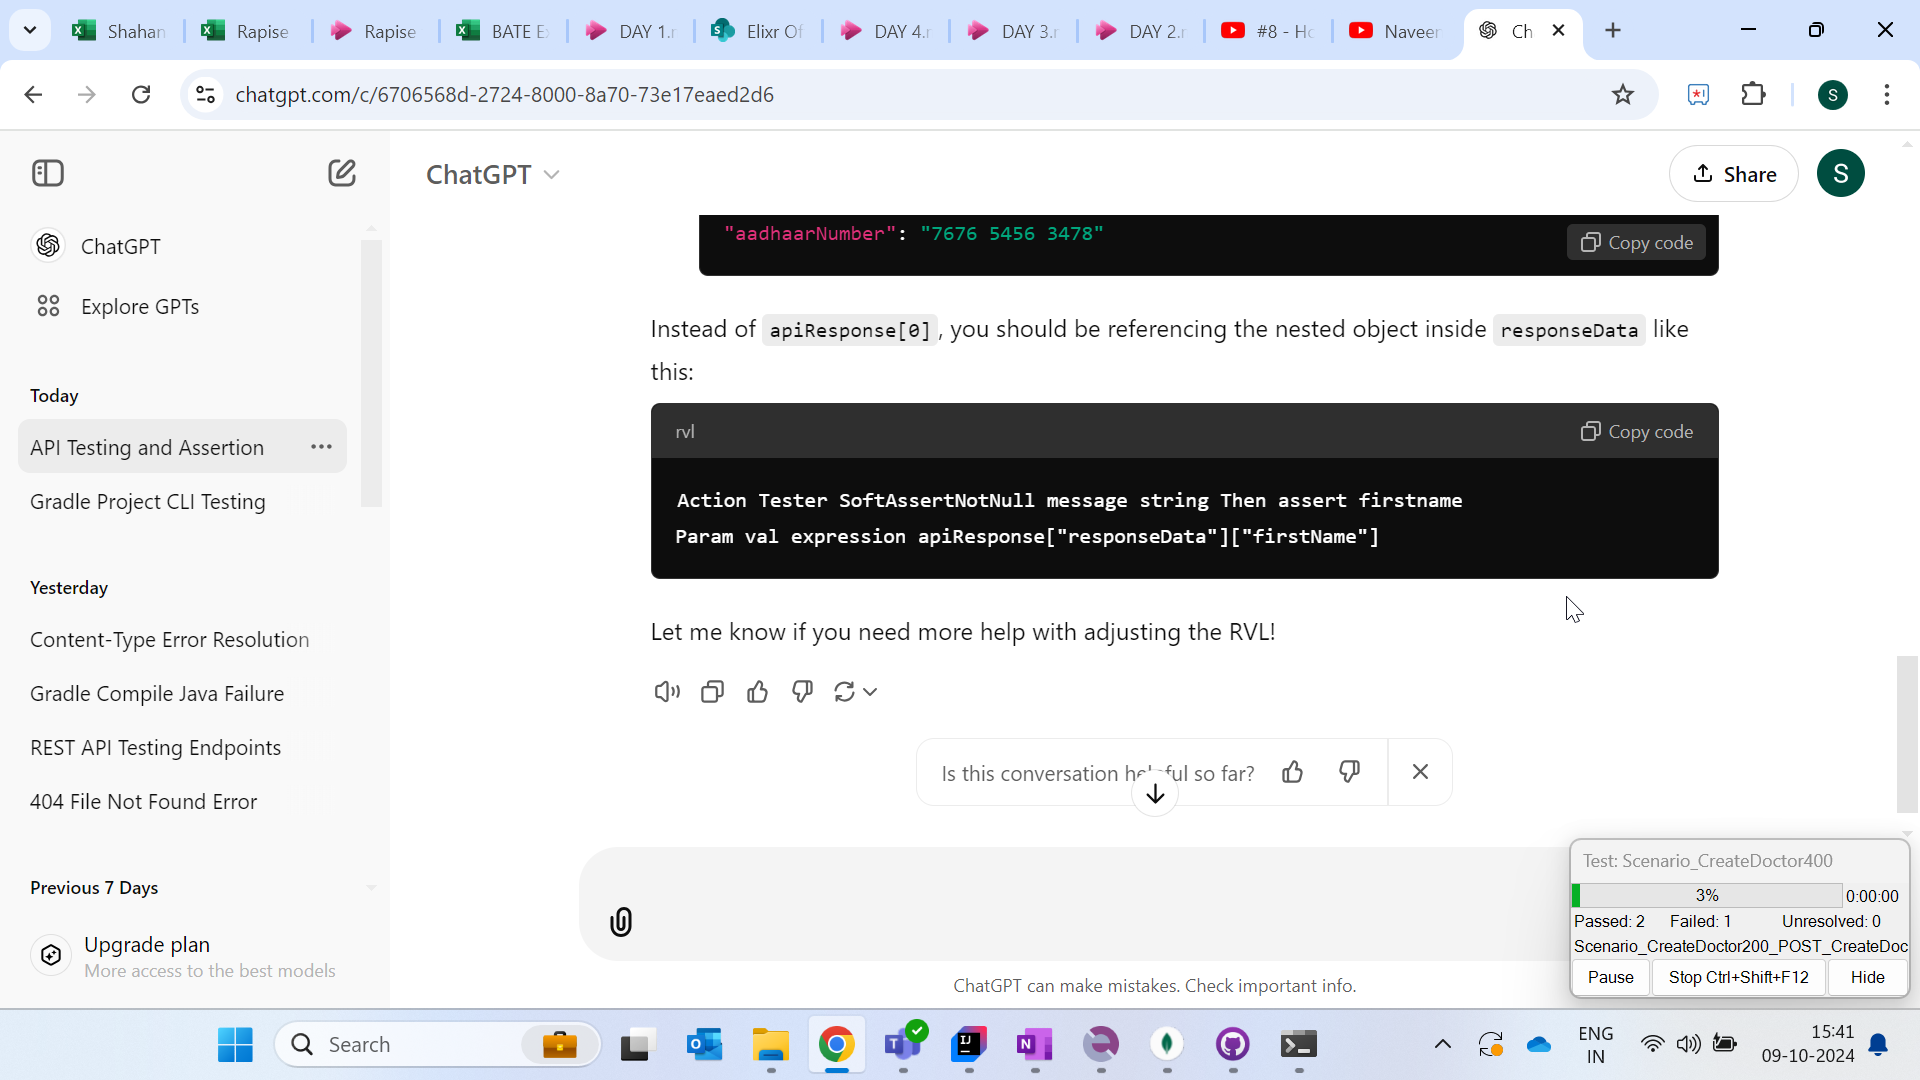 Shahan
Rapise
Rapise
BATE Ex
DAY 1.r
Elixr Of
DAY 4.r
DAY 3.r
DAY 2.r
#8 - Ho
Naveen
Ch
chatgpt.com/c/6706568d-2724-8000-8a70-73e17eaed2d6
S
ChatGPT
Share
S
ChatGPT
Explore GPTs
Today
API Testing and Assertion
Gradle Project CLI Testing
Yesterday
Content-Type Error Resolution
Gradle Compile Java Failure
REST API Testing Endpoints
404 File Not Found Error
Previous 7 Days
Upgrade plan
More access to the best models
"aadhaarNumber": "7676 5456 3478"
Copy code
Instead of apiResponse[0], you should be referencing the nested object inside responseData like
this:
rvl
Copy code
Action Tester SoftAssertNotNull message string Then assert firstname
Param val expression apiResponse["responseData"]["firstName"]
Let me know if you need more help with adjusting the RVL!
Is this conversation helpful so far?
ChatGPT can make mistakes. Check important info.
Test: Scenario_CreateDoctor400
3% 0:00:00
Passed: 2 Failed: 1 Unresolved: 0
Scenario_CreateDoctor200_POST_CreateDoc
Pause Stop Ctrl+Shift+F12 Hide
Search
ENG
IN
15:41
09-10-2024